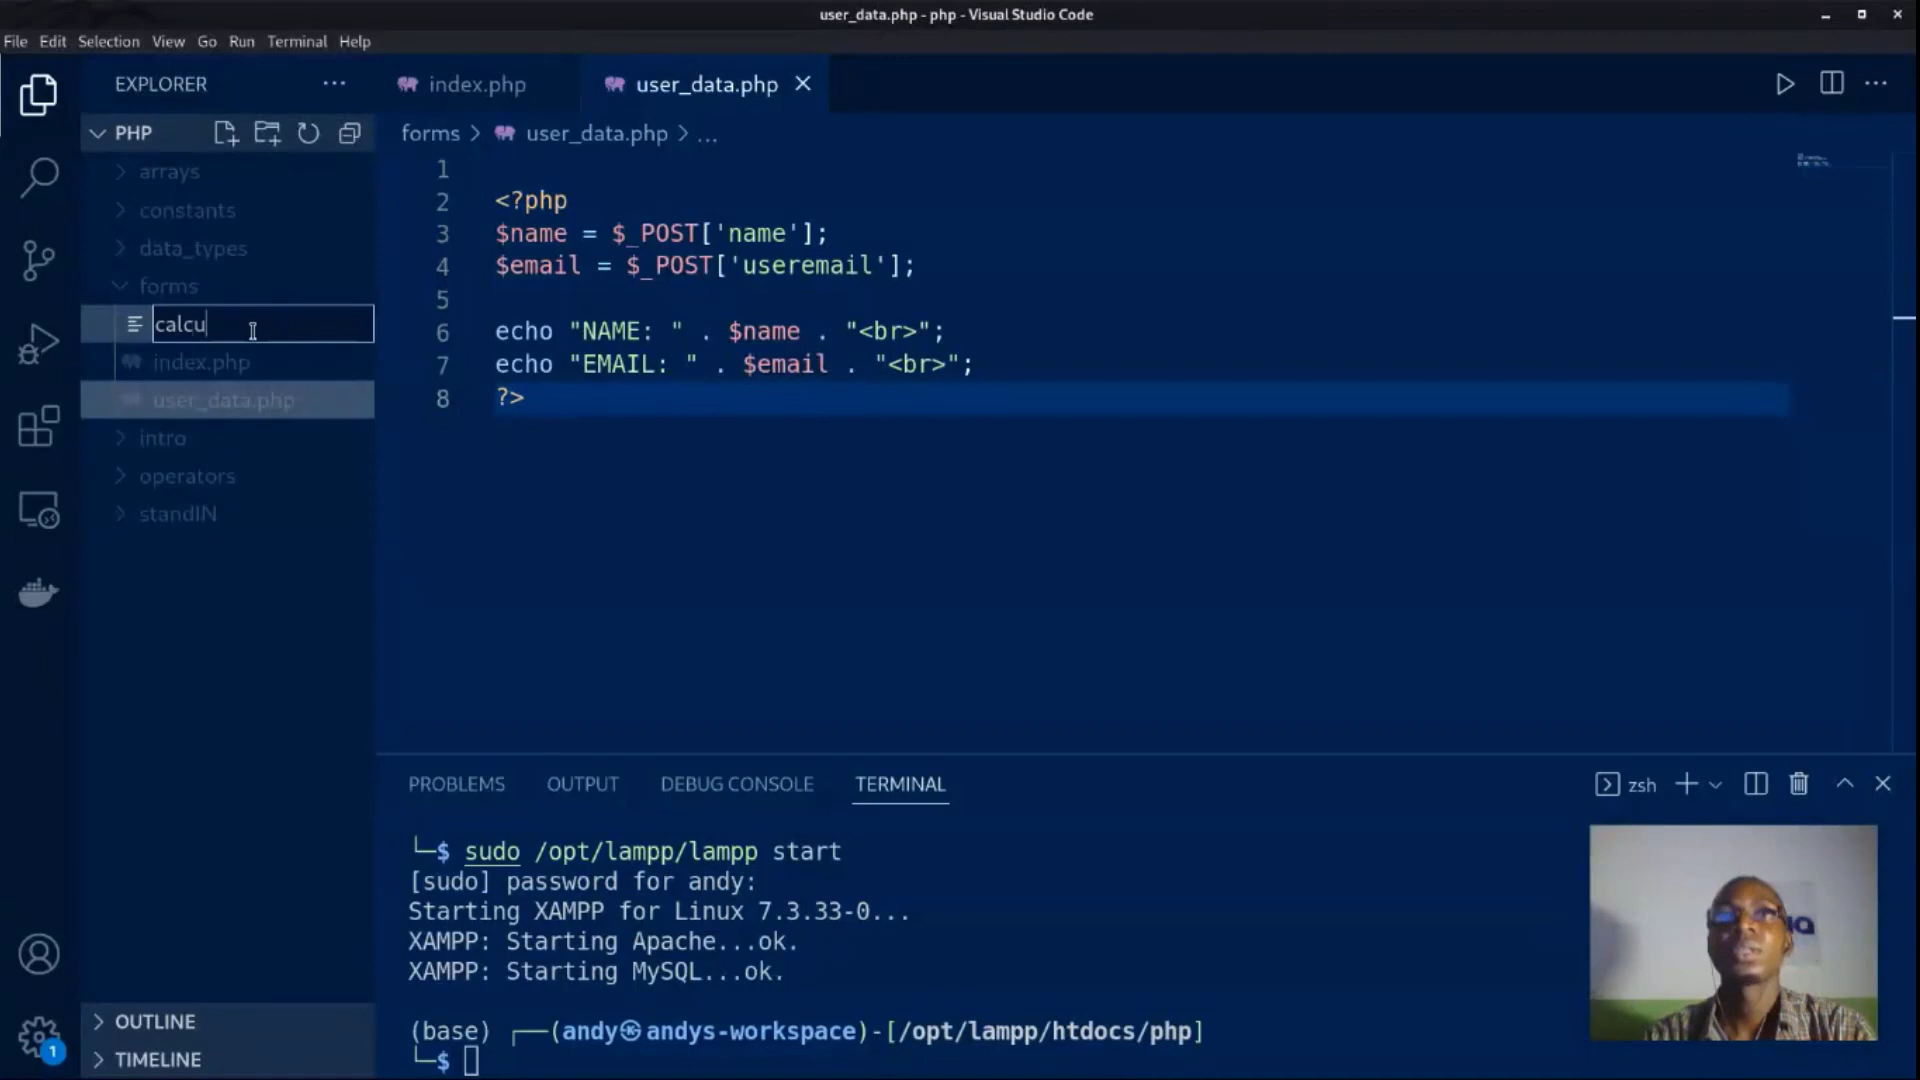 user_data.php - php - Visual Studio Code
File Edit Selection View Go Run Terminal Help
EXPLORER
index.php
user_data.php
PHP
forms > user_data.php > ...
arrays
constants
data_types
forms
calcu
index.php
user_data.php
intro
operators
standIN
1
2 <?php
3 $name = $_POST['name'];
4 $email = $_POST['useremail'];
5
6 echo "NAME: " . $name . "<br>";
7 echo "EMAIL: " . $email . "<br>";
8 ?>
PROBLEMS OUTPUT DEBUG CONSOLE TERMINAL
zsh
└─$ sudo /opt/lampp/lampp start
[sudo] password for andy:
Starting XAMPP for Linux 7.3.33-0...
XAMPP: Starting Apache...ok.
XAMPP: Starting MySQL...ok.
(base) ┌──(andy㉿andys-workspace)-[/opt/lampp/htdocs/php]
└─$
OUTLINE
TIMELINE
1